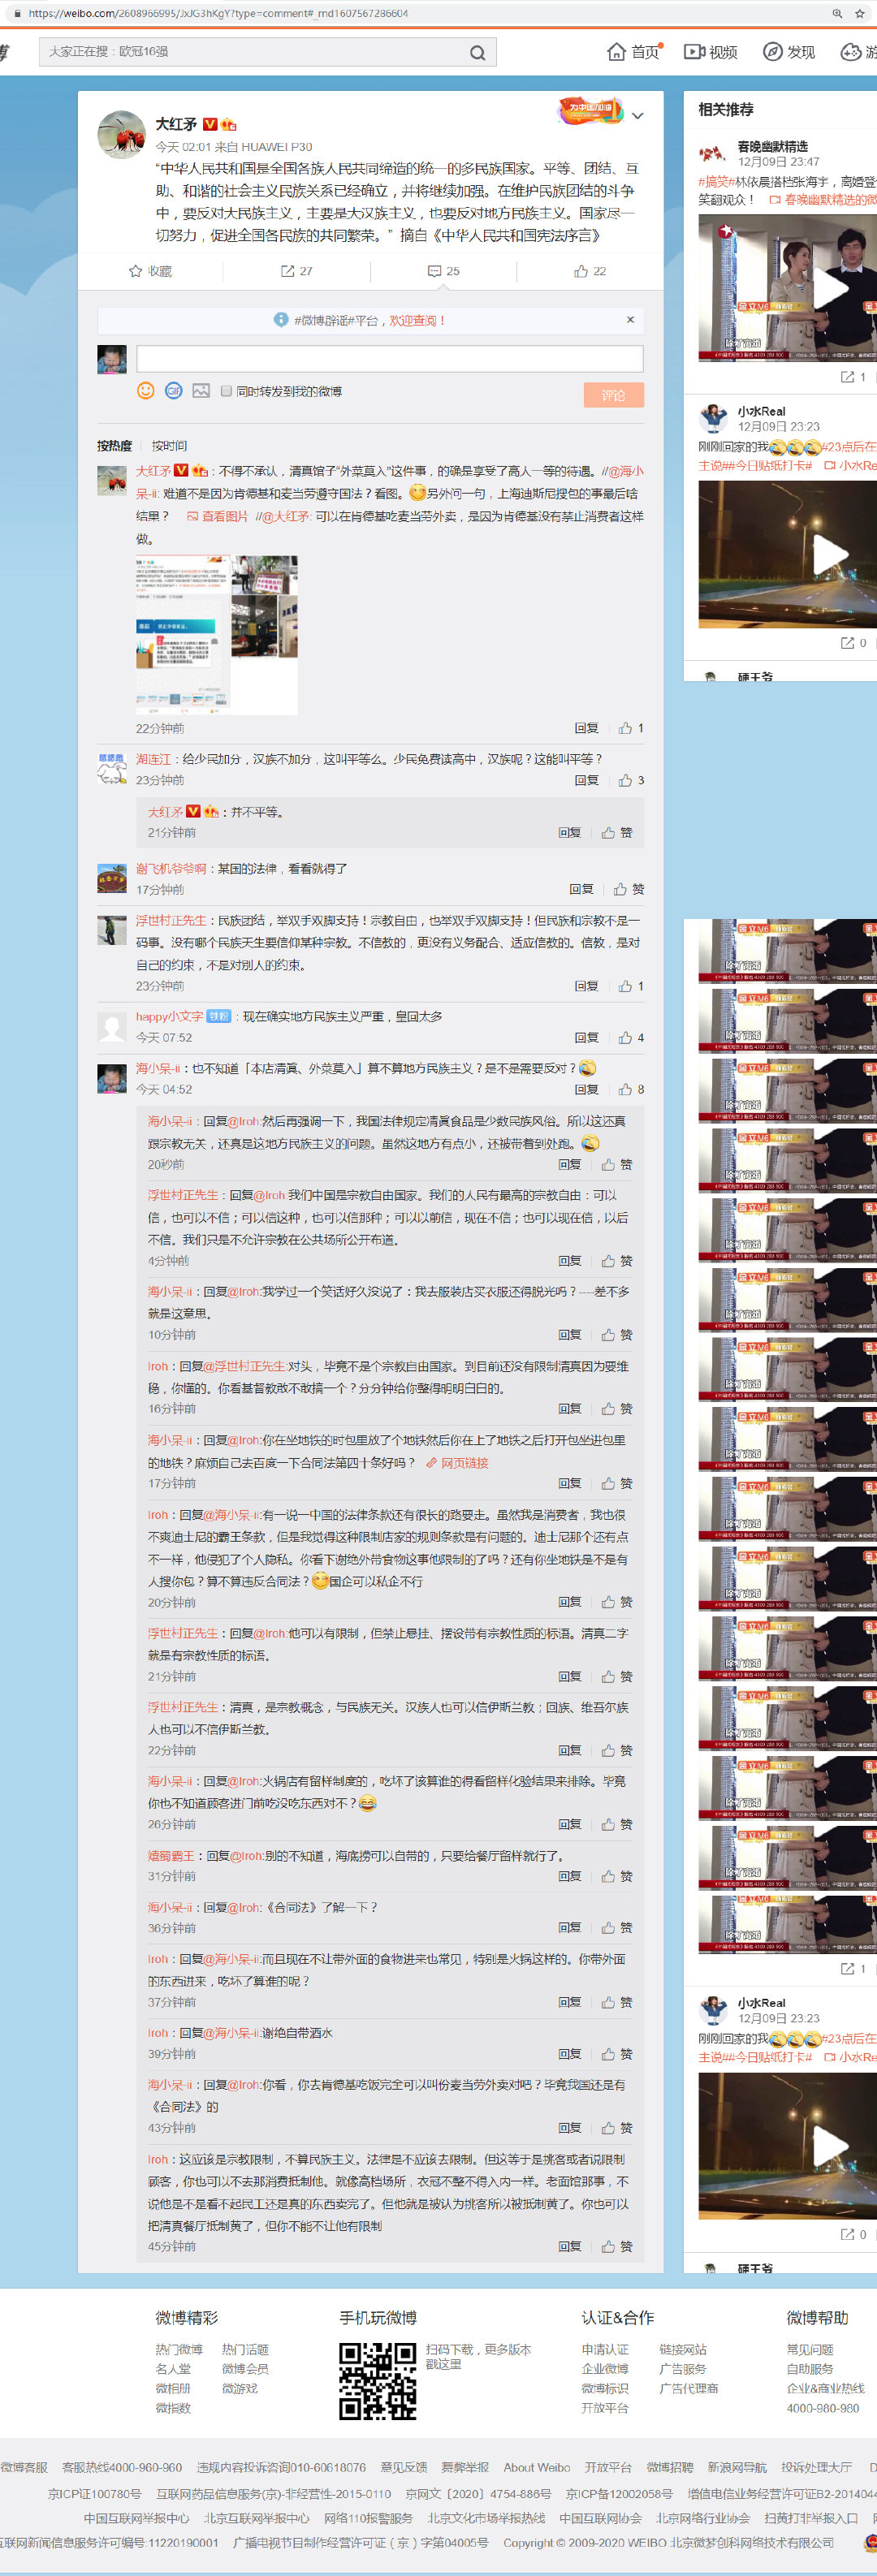 https://weibo.com/2608966995/JxJG3hKgY?type=comment#_rnd1607567286604
博
大家正在搜：欧冠16强
首页
视频
发现
游
大红矛
为中国加油
今天 02:01 来自 HUAWEI P30
“中华人民共和国是全国各族人民共同缔造的统一的多民族国家。平等、团结、互
助、和谐的社会主义民族关系已经确立，并将继续加强。在维护民族团结的斗争
中，要反对大民族主义，主要是大汉族主义，也要反对地方民族主义。国家尽一
切努力，促进全国各民族的共同繁荣。” 摘自《中华人民共和国宪法序言》
收藏
27
25
22
#微博辟谣#平台，欢迎查阅！
同时转发到我的微博
评论
按热度 按时间
大红矛：不得不承认，清真馆子“外菜莫入”这件事，的确是享受了高人一等的待遇。//@海小
呆-ii: 难道不是因为肯德基和麦当劳遵守国法？看图。另外问一句，上海迪斯尼搜包的事最后啥
结果？ 查看图片 //@大红矛: 可以在肯德基吃麦当劳外卖，是因为肯德基没有禁止消费者这样
做。
22分钟前 回复 1
湖连江：给少民加分，汉族不加分，这叫平等么。少民免费读高中，汉族呢？这能叫平等？
23分钟前 回复 3
大红矛：并不平等。
21分钟前 回复 赞
谢飞机爷爷啊：某国的法律，看看就得了
17分钟前 回复 赞
浮世村正先生：民族团结，举双手双脚支持！宗教自由，也举双手双脚支持！但民族和宗教不是一
码事。没有哪个民族天生要信仰某种宗教。不信教的，更没有义务配合、适应信教的。信教，是对
自己的约束，不是对别人的约束。
23分钟前 回复 1
happy小文字 铁粉：现在确实地方民族主义严重，皇回太多
今天 07:52 回复 4
海小呆-ii：也不知道「本店清真、外菜莫入」算不算地方民族主义？是不是需要反对？
今天 04:52 回复 8
海小呆-ii：回复@Iroh:然后再强调一下，我国法律规定清真食品是少数民族风俗。所以这还真
跟宗教无关，还真是这地方民族主义的问题。虽然这地方有点小，还被带着到处跑。
20秒前 回复 赞
浮世村正先生：回复@Iroh:我们中国是宗教自由国家。我们的人民有最高的宗教自由：可以
信，也可以不信；可以信这种，也可以信那种；可以以前信，现在不信；也可以现在信，以后
不信。我们只是不允许宗教在公共场所公开布道。
4分钟前 回复 赞
海小呆-ii：回复@Iroh:我学过一个笑话好久没说了：我去服装店买衣服还得脱光吗？----差不多
就是这意思。
10分钟前 回复 赞
Iroh：回复@浮世村正先生:对头，毕竟不是个宗教自由国家。到目前还没有限制清真因为要维
稳，你懂的。你看基督教敢不敢搞一个？分分钟给你整得明明白白的。
16分钟前 回复 赞
海小呆-ii：回复@Iroh:你在坐地铁的时包里放了个地铁然后你在上了地铁之后打开包坐进包里
的地铁？麻烦自己去百度一下合同法第四十条好吗？ 网页链接
17分钟前 回复 赞
Iroh：回复@海小呆-ii:有一说一中国的法律条款还有很长的路要走。虽然我是消费者，我也很
不爽迪士尼的霸王条款，但是我觉得这种限制店家的规则条款是有问题的。迪士尼那个还有点
不一样，他侵犯了个人隐私。你看下谢绝外带食物这事他限制的了吗？还有你坐地铁是不是有
人搜你包？算不算违反合同法？国企可以私企不行
20分钟前 回复 赞
浮世村正先生：回复@Iroh:他可以有限制，但禁止悬挂、摆设带有宗教性质的标语。清真二字
就是有宗教性质的标语。
21分钟前 回复 赞
浮世村正先生：清真，是宗教概念，与民族无关。汉族人也可以信伊斯兰教；回族、维吾尔族
人也可以不信伊斯兰教。
22分钟前 回复 赞
海小呆-ii：回复@Iroh:火锅店有留样制度的，吃坏了该算谁的得看留样化验结果来排除。毕竟
你也不知道顾客进门前吃没吃东西对不？
26分钟前 回复 赞
嬉蜀霸王：回复@Iroh:别的不知道，海底捞可以自带的，只要给餐厅留样就行了。
31分钟前 回复 赞
海小呆-ii：回复@Iroh:《合同法》了解一下？
36分钟前 回复 赞
Iroh：回复@海小呆-ii:而且现在不让带外面的食物进来也常见，特别是火锅这样的。你带外面
的东西进来，吃坏了算谁的呢？
37分钟前 回复 赞
Iroh：回复@海小呆-ii:谢绝自带酒水
39分钟前 回复 赞
海小呆-ii：回复@Iroh:你看，你去肯德基吃饭完全可以叫份麦当劳外卖对吧？毕竟我国还是有
《合同法》的
43分钟前 回复 赞
Iroh：这应该是宗教限制，不算民族主义。法律是不应该去限制。但这等于是挑客或者说限制
顾客，你也可以不去那消费抵制他。就像高档场所，衣冠不整不得入内一样。老面馆那事，不
说他是不是看不起民工还是真的东西卖完了。但他就是被认为挑客所以被抵制黄了。你也可以
把清真餐厅抵制黄了，但你不能不让他有限制
45分钟前 回复 赞
相关推荐
春晚幽默精选
12月09日 23:47
#搞笑#林依晨搭档张海宇，离婚登
笑翻观众！ 春晚幽默精选的微
1
小水Real
12月09日 23:23
刚刚回家的我#23点后在
主说##今日贴纸打卡# 小水Re
0
硬王爷
1
小水Real
12月09日 23:23
刚刚回家的我#23点后在
主说##今日贴纸打卡# 小水Re
0
硬王爷
微博精彩
热门微博 热门话题
名人堂 微博会员
微相册 微游戏
微指数
手机玩微博
扫码下载，更多版本
戳这里
认证&合作
申请认证 链接网站
企业微博 广告服务
微博标识 广告代理商
开放平台
微博帮助
常见问题
自助服务
企业&商业热线
4000-980-980
微博客服 客服热线4000-960-960 违规内容投诉咨询010-60618076 意见反馈 舞弊举报 About Weibo 开放平台 微博招聘 新浪网导航 投诉处理大厅 D
京ICP证100780号 互联网药品信息服务(京)-非经营性-2015-0110 京网文〔2020〕4754-886号 京ICP备12002058号 增值电信业务经营许可证B2-2014044
中国互联网举报中心 北京互联网举报中心 网络110报警服务 北京文化市场举报热线 中国互联网协会 北京网络行业协会 扫黄打非举报入口
互联网新闻信息服务许可编号:11220190001 广播电视节目制作经营许可证（京）字第04005号 Copyright © 2009-2020 WEIBO 北京微梦创科网络技术有限公司